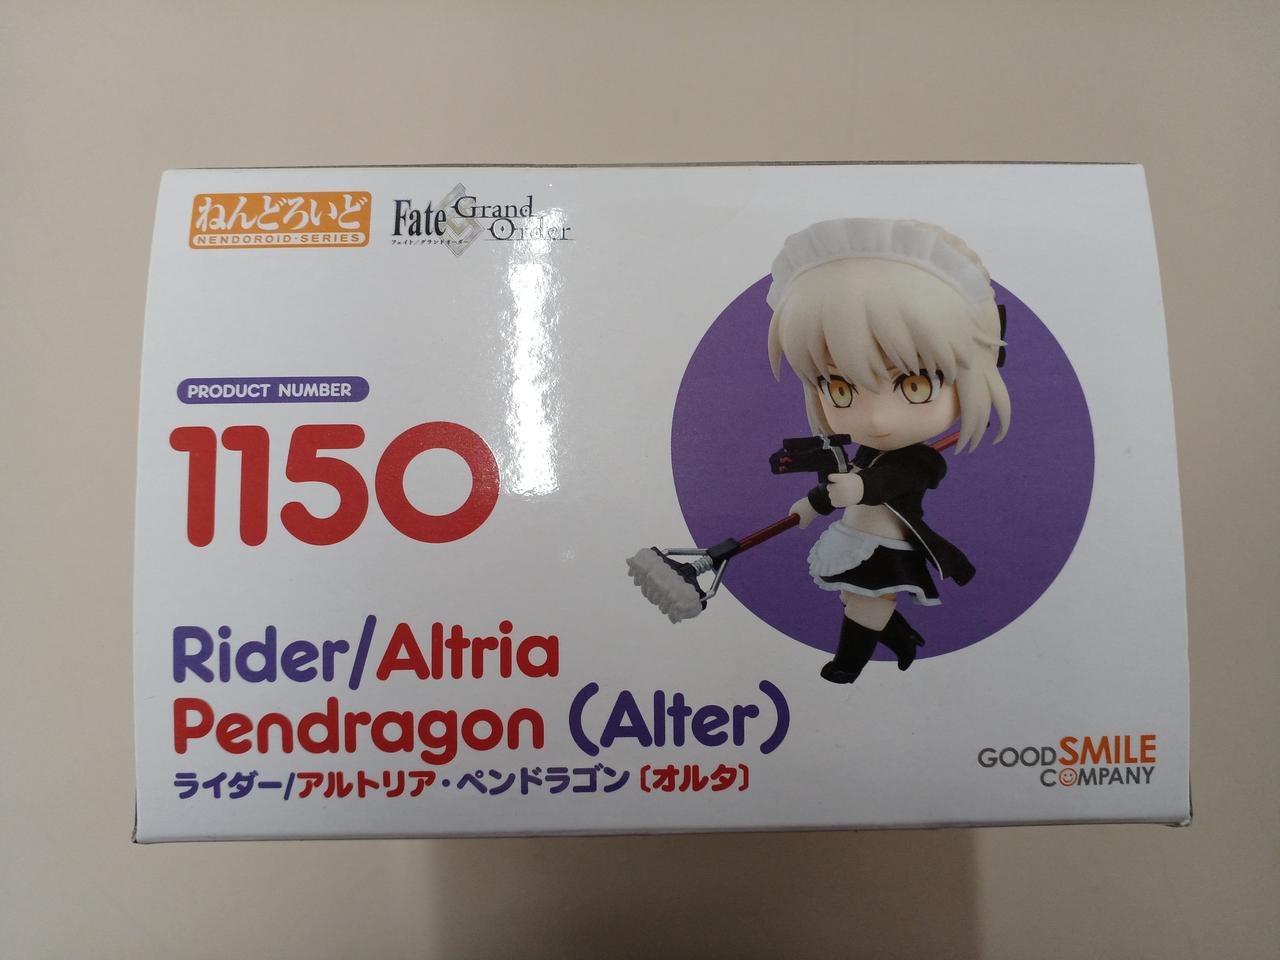 ねんどろいど
NENDOROID-SERIES
Fate Grand Order
フェイト/グランドオーダー
PRODUCT NUMBER
1150
Rider/Altria
Pendragon (Alter)
ライダー/アルトリア・ペンドラゴン〔オルタ〕
GOOD SMILE
COMPANY